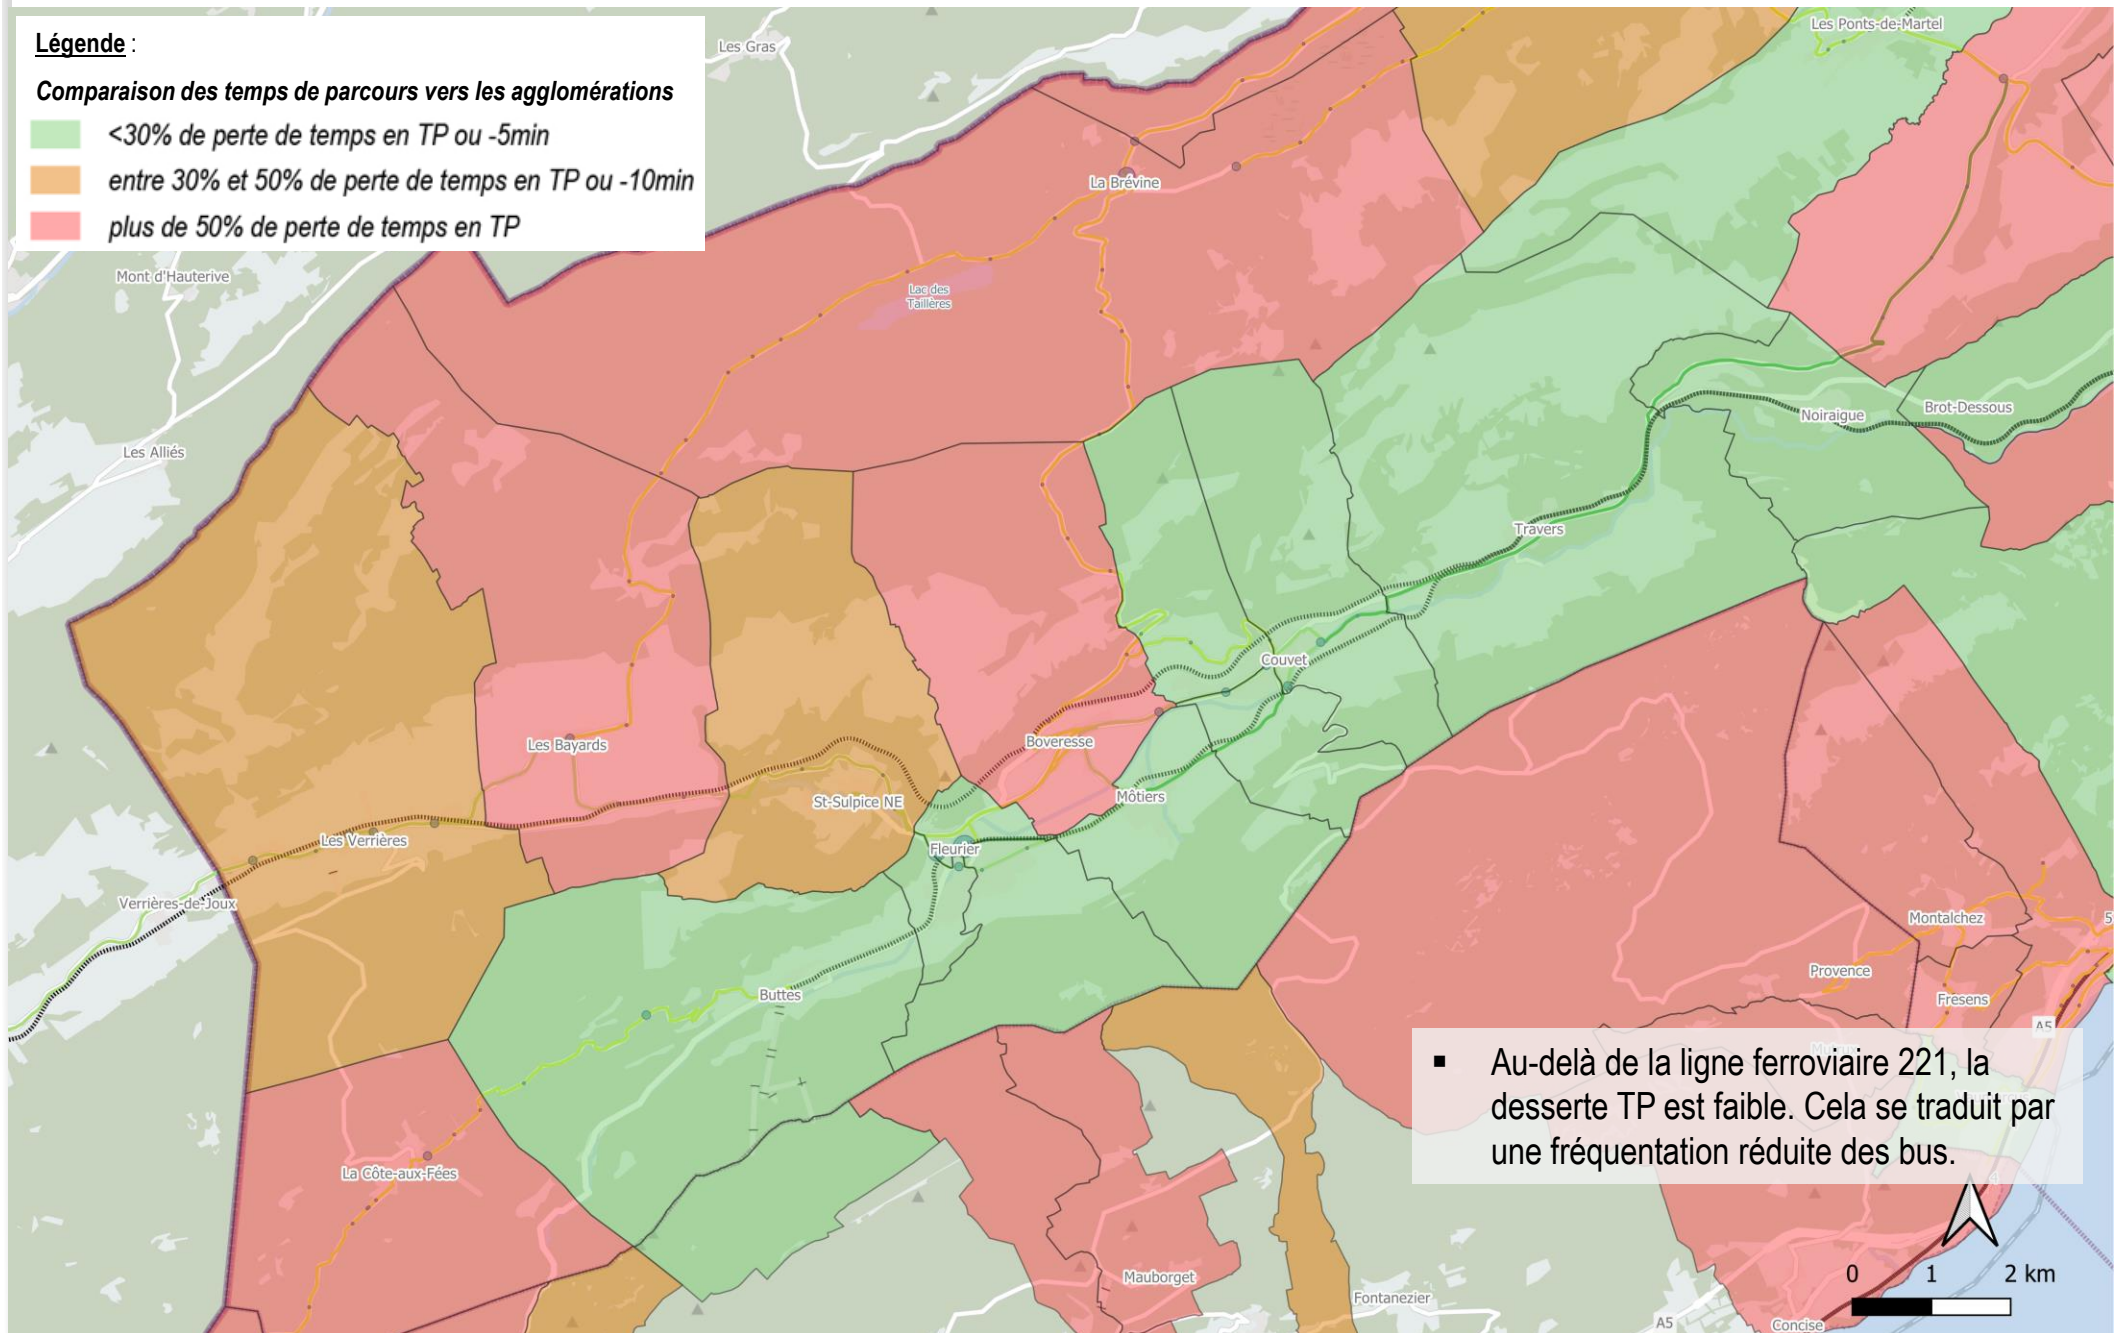 Légende :
Comparaison des temps de parcours vers les agglomérations
<30% de perte de temps en TP ou -5min
entre 30% et 50% de perte de temps en TP ou -10min
plus de 50% de perte de temps en TP
Les Gras
Les Ponts-de-Martel
La Brévine
Mont d'Hauterive
Lac des
Taillères
Les Alliés
Noiraigue
Brot-Dessous
Travers
Couvet
Les Bayards
Boveresse
St-Sulpice NE
Môtiers
Les Verrières
Fleurier
Verrières-de-Joux
Montalchez
Buttes
Provence
Fresens
A5
▪ Au-delà de la ligne ferroviaire 221, la
desserte TP est faible. Cela se traduit par
une fréquentation réduite des bus.
La Côte-aux-Fées
Mauborget
0 1 2 km
Fontanezier
A5
Concise